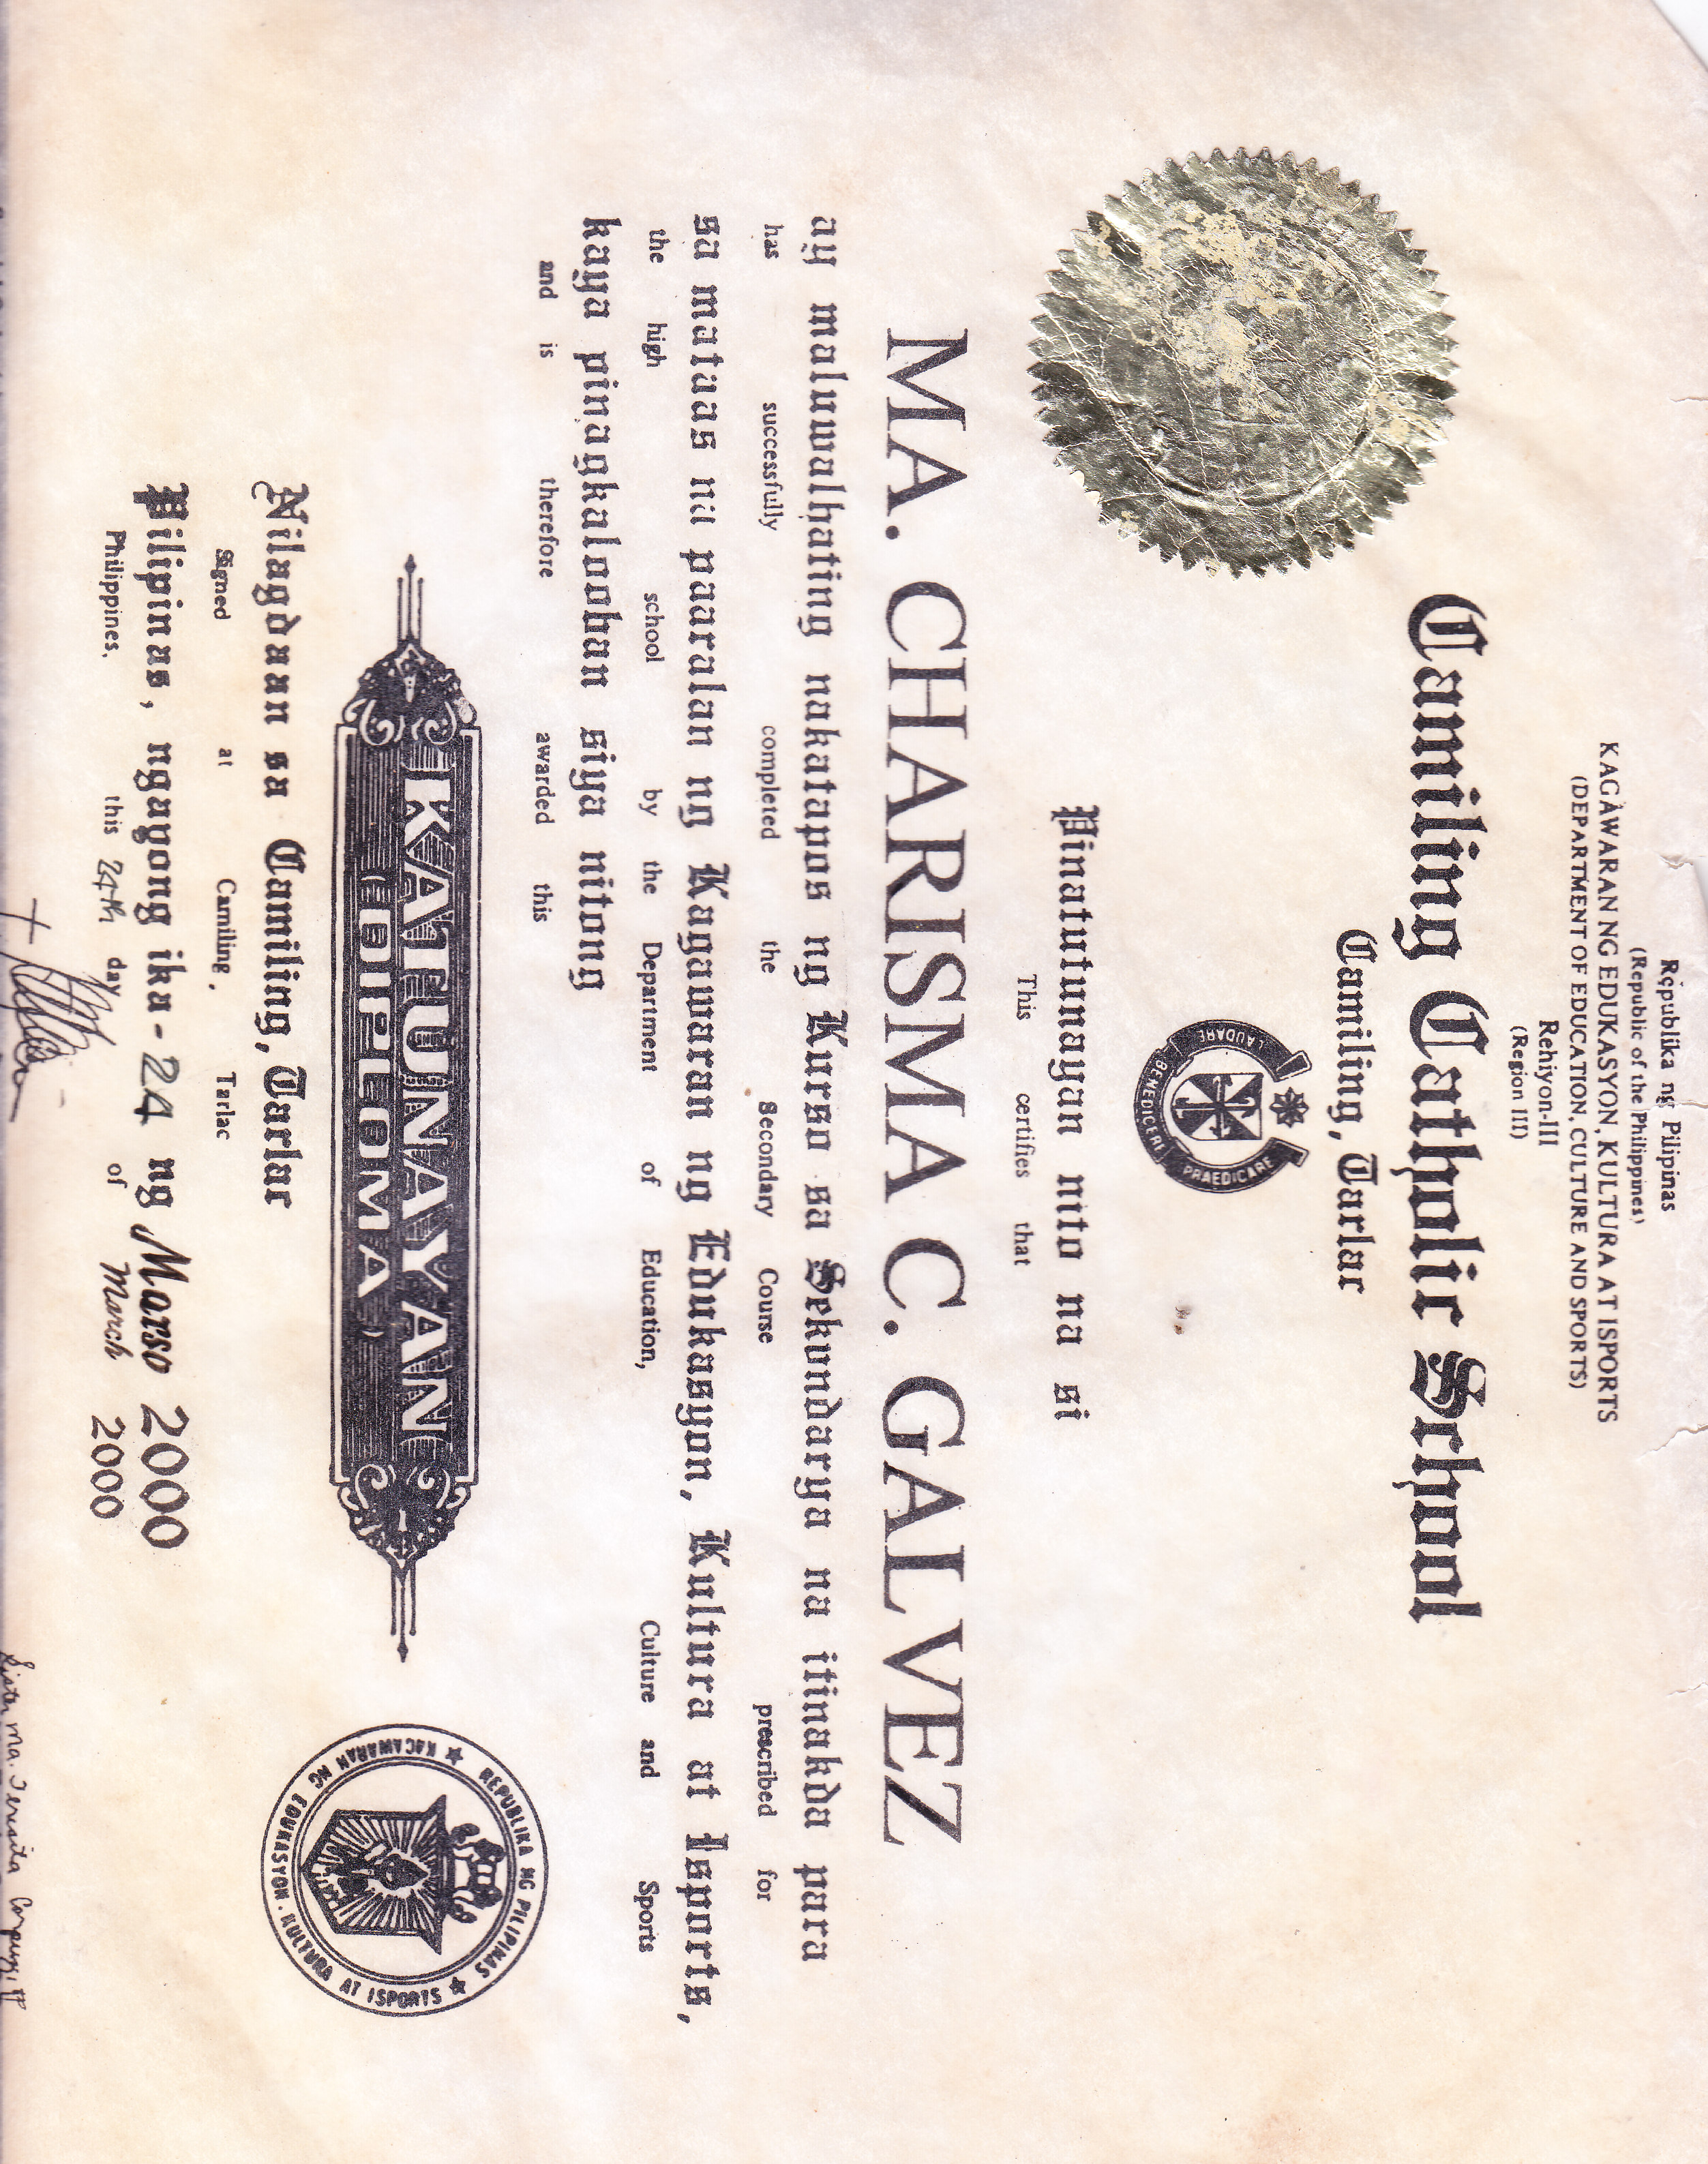 Republika ng Pilipinas
(Republic of the Philippines)
KAGAWARAN NG EDUKASYON, KULTURA AT ISPORTS
(DEPARTMENT OF EDUCATION, CULTURE AND SPORTS)
Rehiyon-III
(Region III)
Camiling Catholic School
Camiling, Tarlac
LAUDARE BENEDICERE PRAEDICARE
Pinatutunayan nito na si
This certifies that
MA. CHARISMA C. GALVEZ
ay maluwalhating nakatapos ng Kurso sa Sekundarya na itinakda para
has successfully completed the Secondary Course prescribed for
sa mataas na paaralan ng Kagawaran ng Edukasyon, Kultura at Isports,
the high school by the Department of Education, Culture and Sports
kaya pinagkalooban siya nitong
and is therefore awarded this
KATUNAYAN
(DIPLOMA)
REPUBLIKA NG PILIPINAS
KAGAWARAN NG EDUKASYON, KULTURA AT ISPORTS
Nilagdaan sa Camiling, Tarlac
Signed at Camiling, Tarlac
Pilipinas, ngayong ika-24 ng Marso 2000
Philippines, this 24th day of March 2000
Sister Ma. Teresita